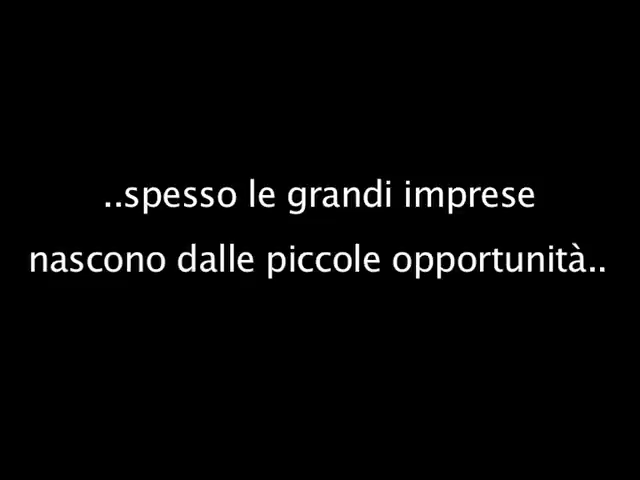 ..spesso le grandi imprese
nascono dalle piccole opportunità..